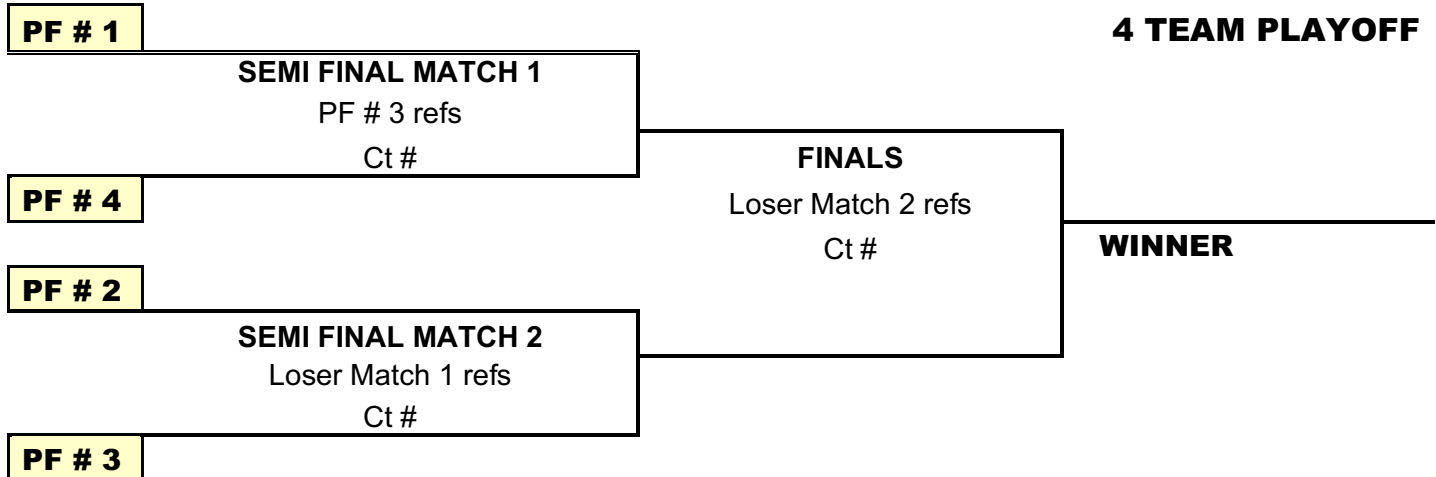 PF # 1
4 TEAM PLAYOFF
SEMI FINAL MATCH 1
PF # 3 refs
Ct #
PF # 4
FINALS
Loser Match 2 refs
Ct #
WINNER
PF # 2
SEMI FINAL MATCH 2
Loser Match 1 refs
Ct #
PF # 3